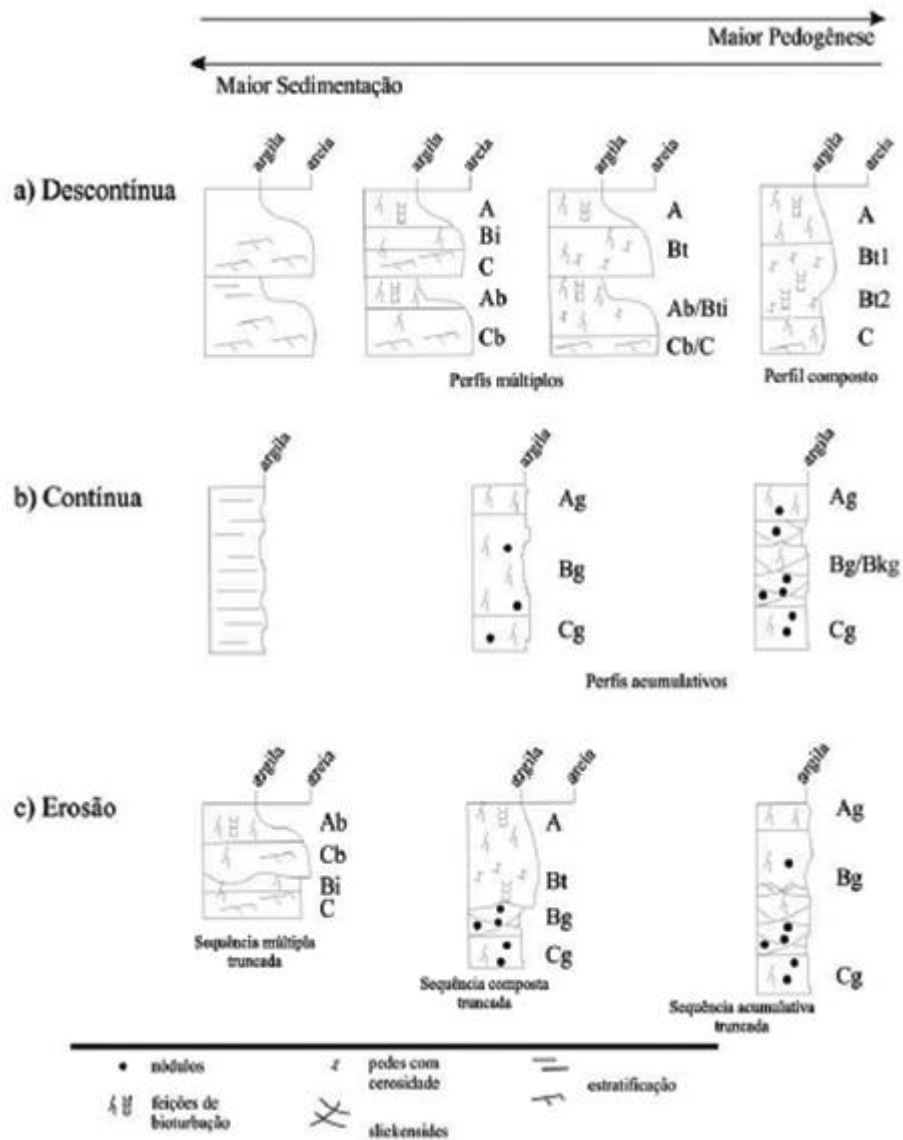 Maior Pedogênese
Maior Sedimentação
a) Descontínua
argila
areia
argila
areia
A
Bi
C
Ab
Cb
argila
areia
A
Bt
Ab/Bti
Cb/C
argila
areia
A
Bt1
Bt2
C
Perfis múltiplos
Perfil composto
b) Contínua
argila
argila
Ag
Bg
Cg
argila
Ag
Bg/Bkg
Cg
Perfis acumulativos
c) Erosão
argila
areia
Ab
Cb
Bi
C
Sequência múltipla
truncada
argila
areia
A
Bt
Bg
Cg
Sequência composta
truncada
argila
Ag
Bg
Cg
Sequência acumulativa
truncada
nódulos
feições de
bioturbação
pedes com
cerosidade
slickensides
estratificação